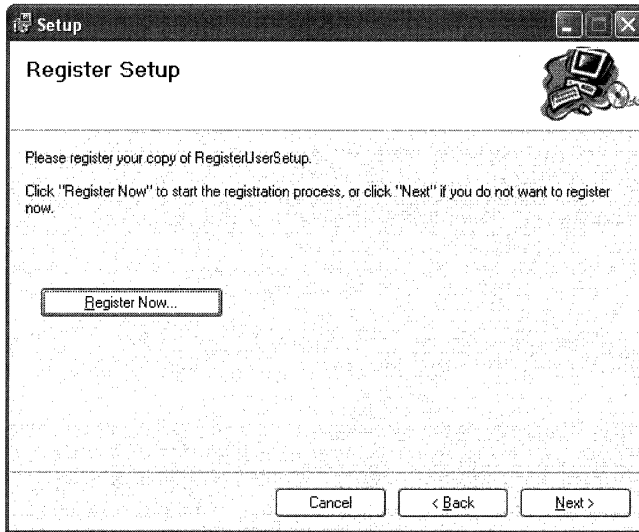 Setup
Register Setup
Please register your copy of RegisterUserSetup.
Click "Register Now" to start the registration process, or click "Next" if you do not want to register
now.
Register Now...
Cancel
< Back
Next >